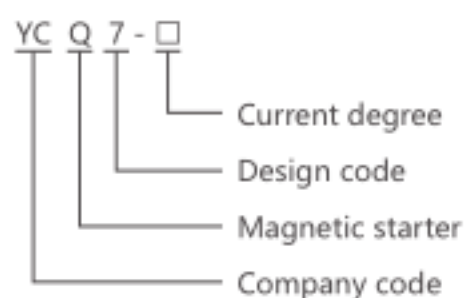 YC Q 7 - □
Current degree
Design code
Magnetic starter
Company code